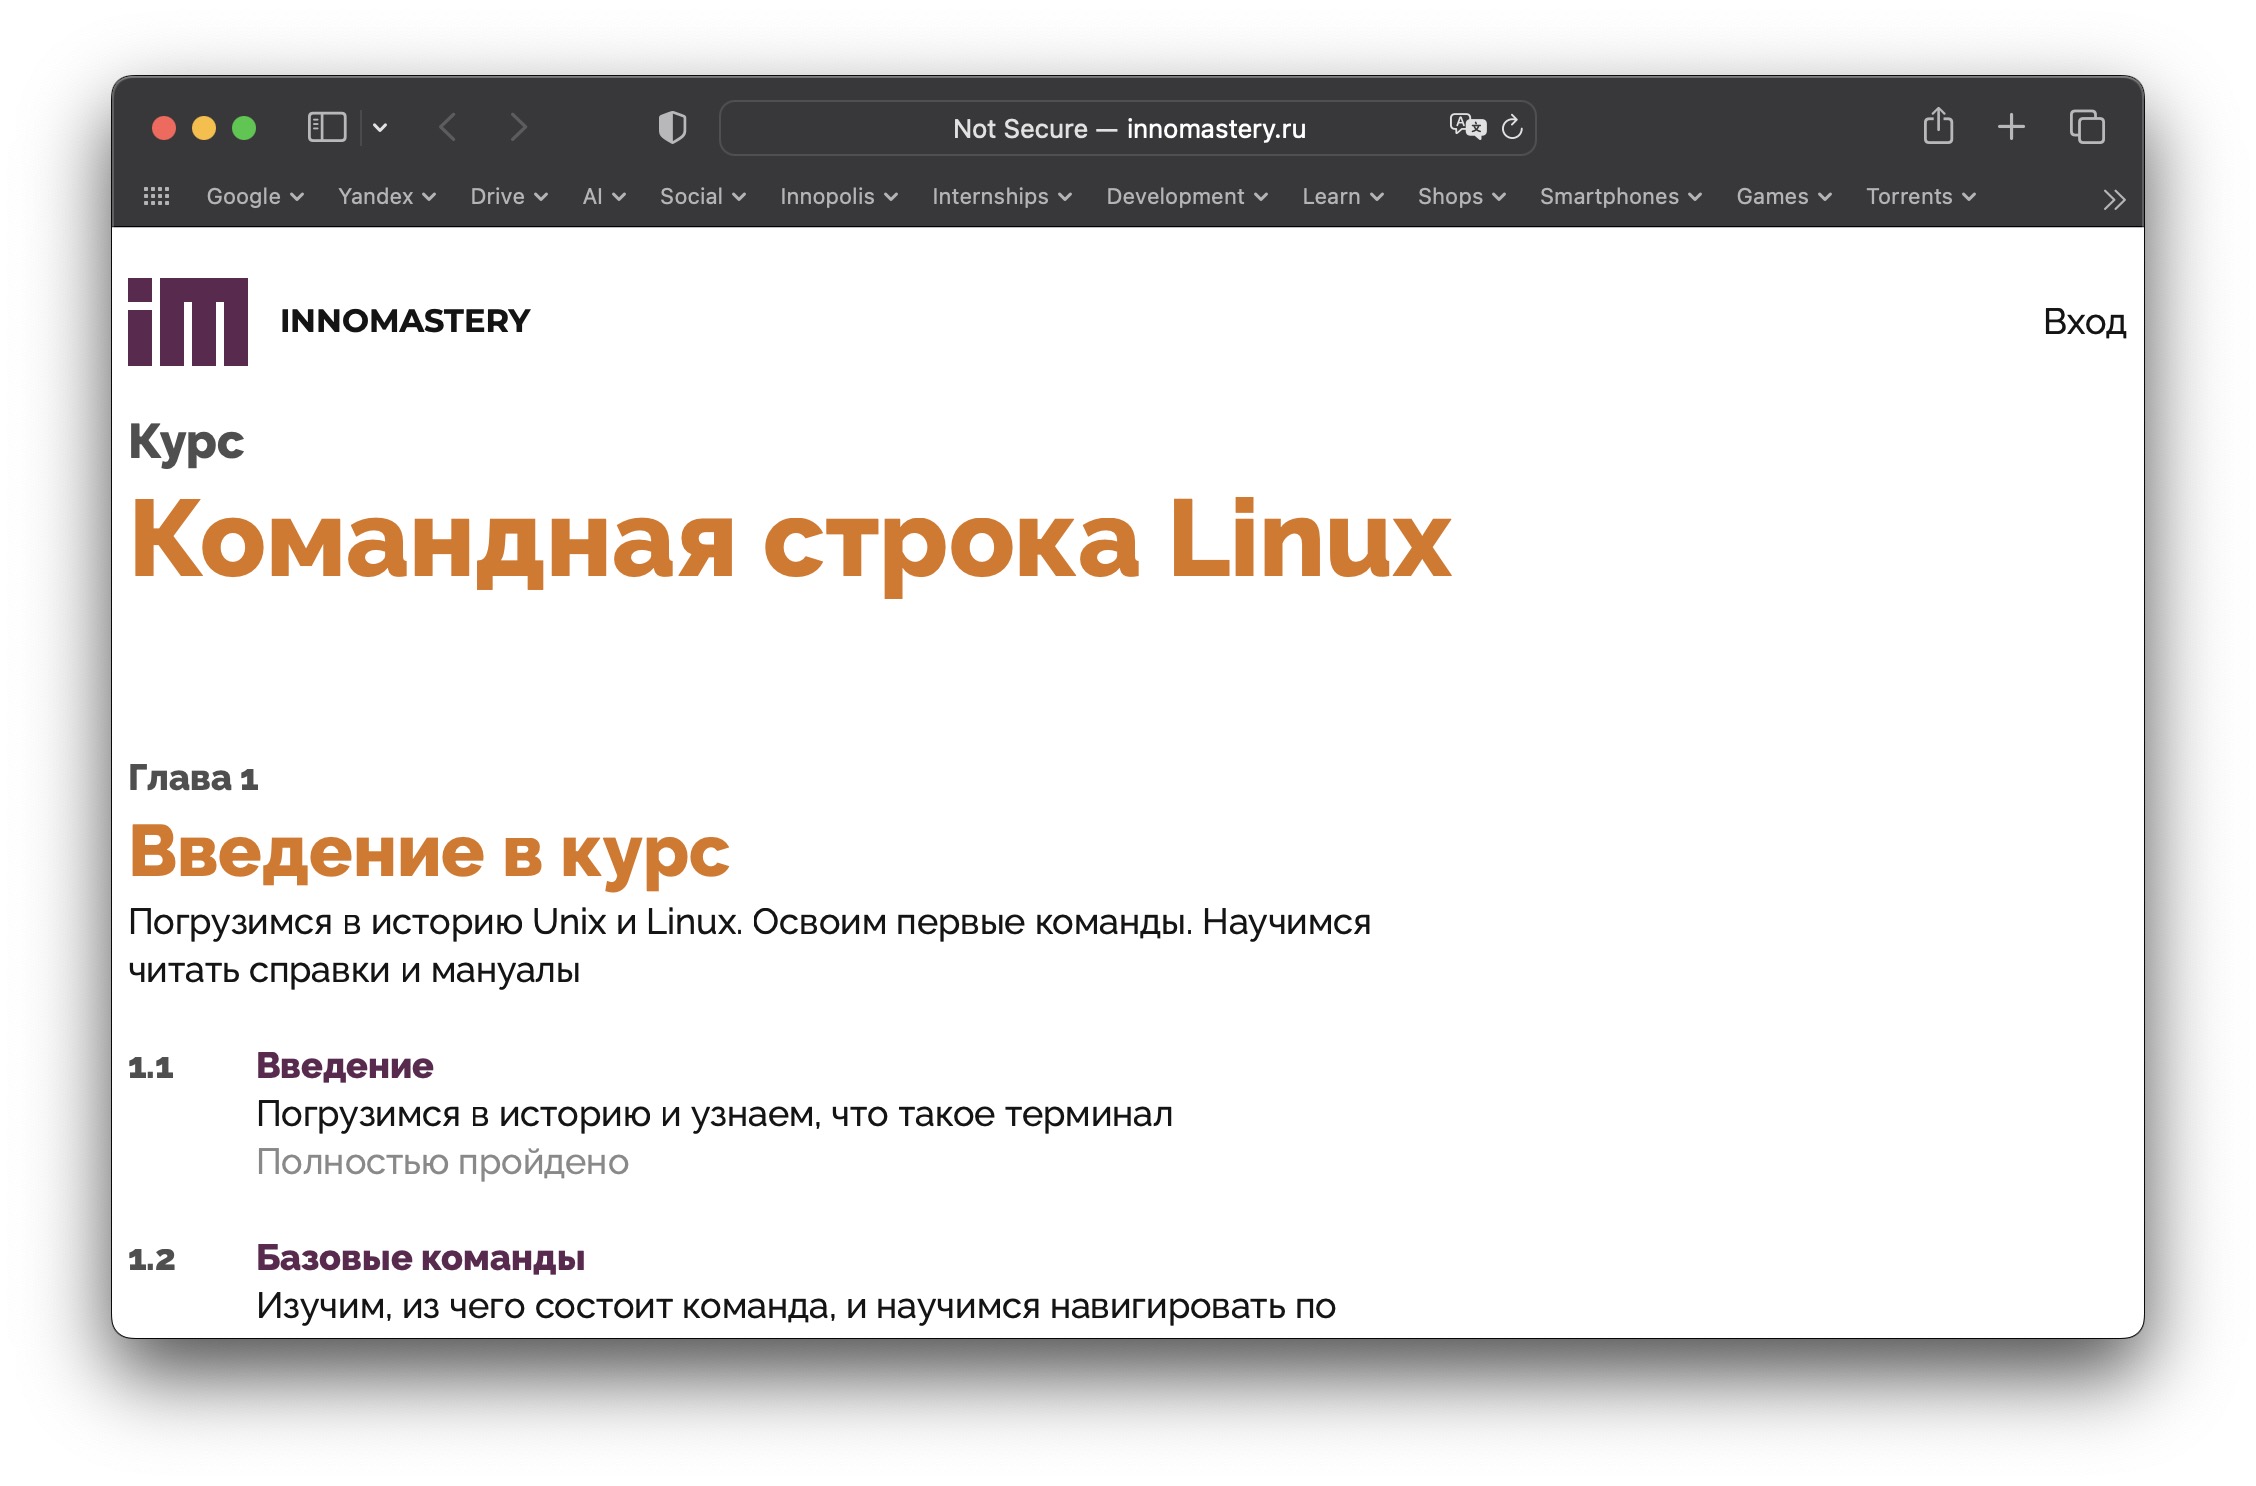 Not Secure — innomastery.ru
Google Yandex Drive AI Social Innopolis Internships Development Learn Shops Smartphones Games Torrents
iM INNOMASTERY Вход
Курс
Командная строка Linux
Глава 1
Введение в курс
Погрузимся в историю Unix и Linux. Освоим первые команды. Научимся
читать справки и мануалы
1.1 Введение
Погрузимся в историю и узнаем, что такое терминал
Полностью пройдено
1.2 Базовые команды
Изучим, из чего состоит команда, и научимся навигировать по